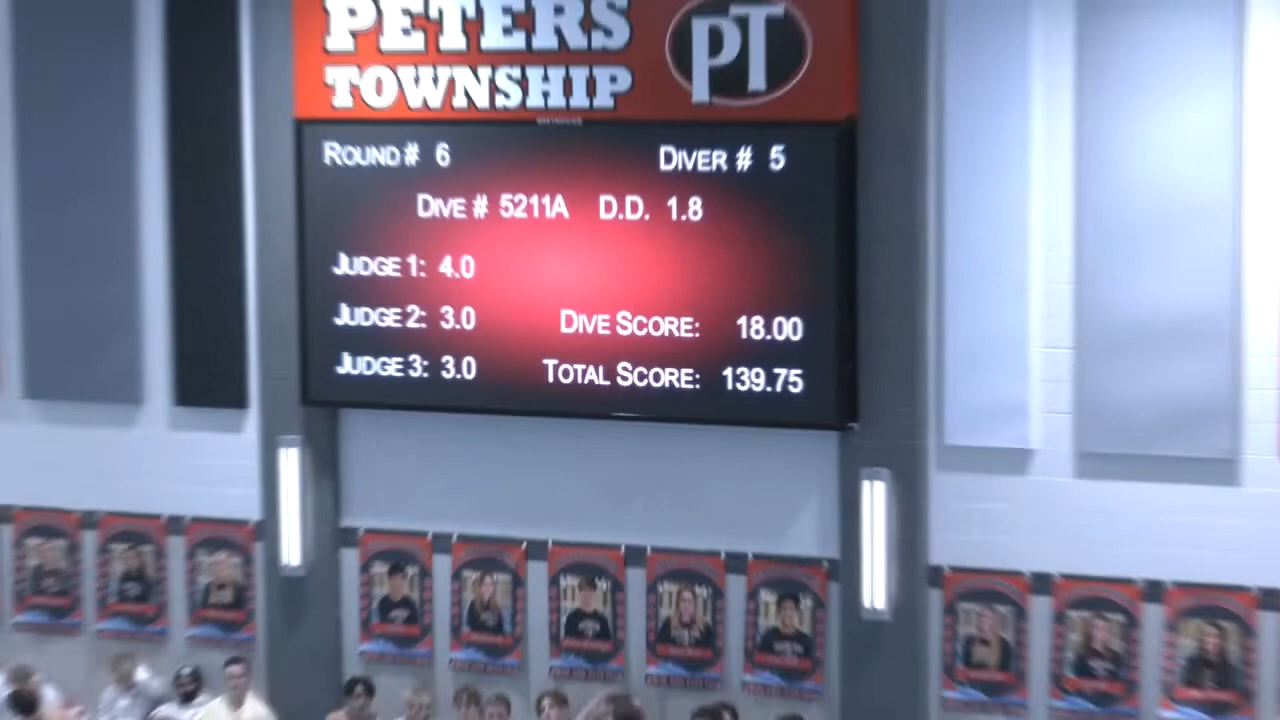 PETERS
TOWNSHIP
PT
ROUND # 6
DIVER # 5
DIVE # 5211A D.D. 1.8
JUDGE 1: 4.0
JUDGE 2: 3.0
DIVE SCORE: 18.00
JUDGE 3: 3.0
TOTAL SCORE: 139.75